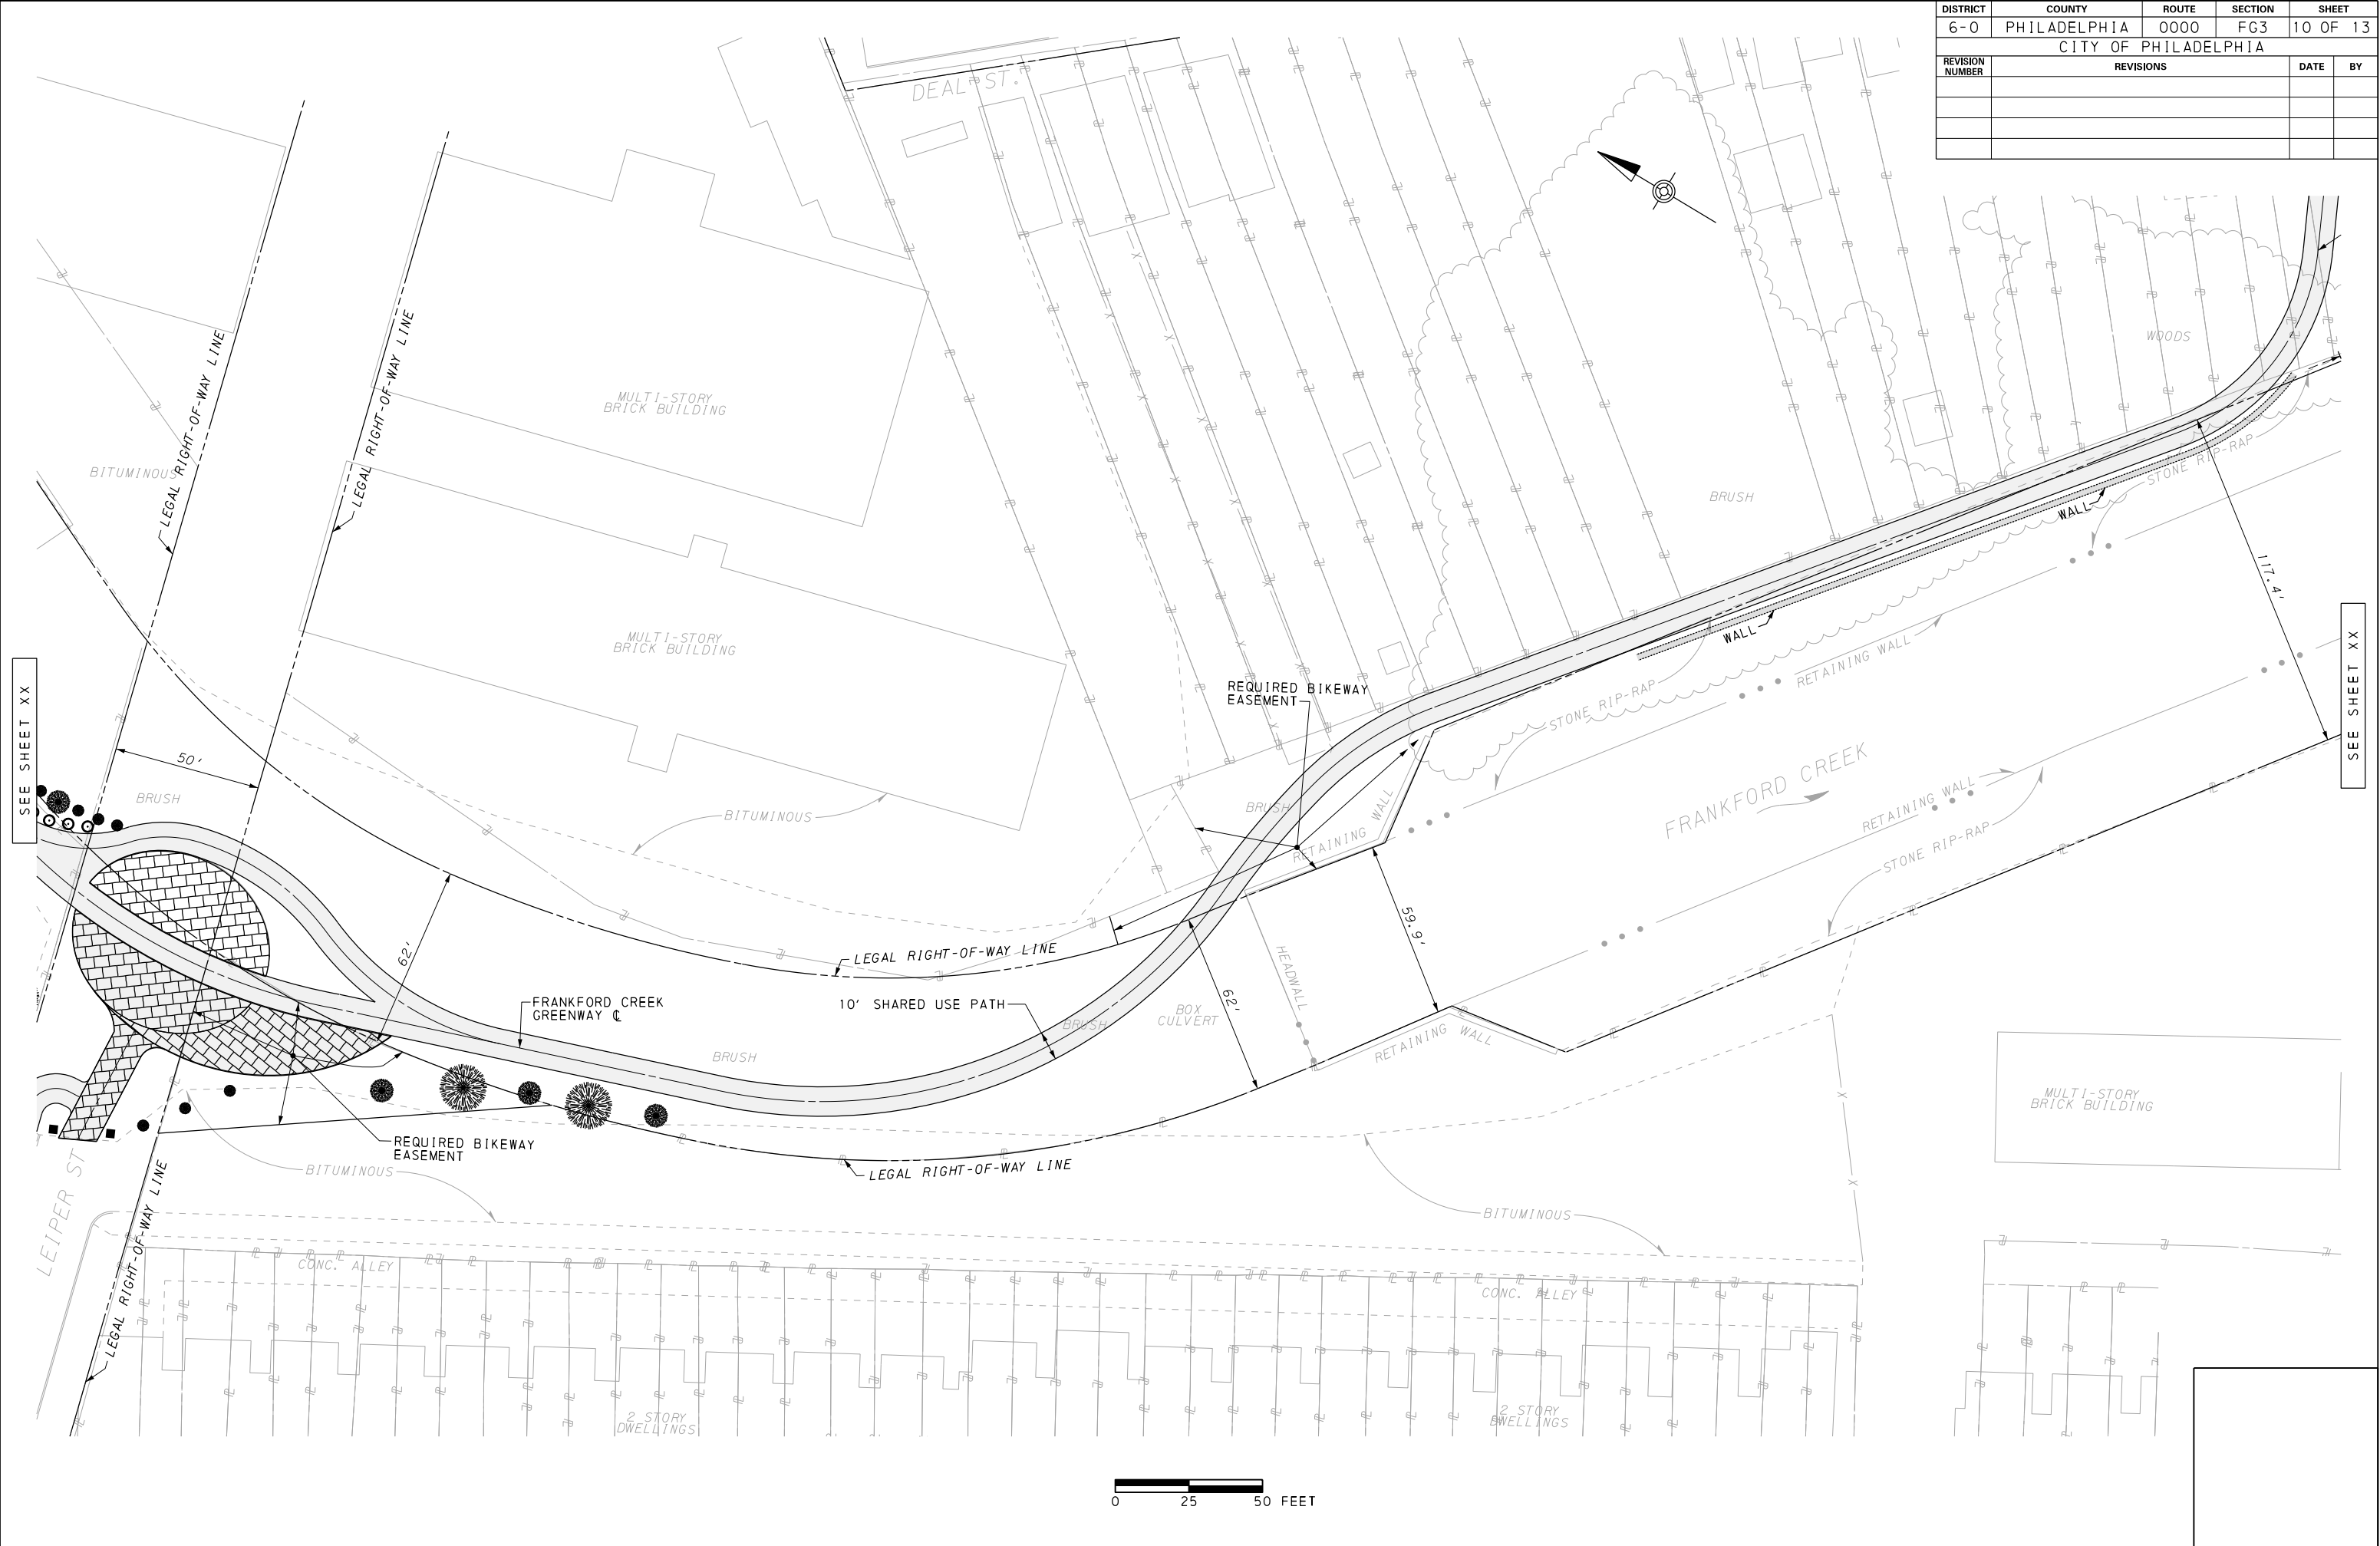 DISTRICT COUNTY ROUTE SECTION SHEET
6-0 PHILADELPHIA 0000 FG3 10 OF 13
CITY OF PHILADELPHIA
REVISION NUMBER REVISIONS DATE BY
DEAL ST.
LEGAL RIGHT-OF-WAY LINE
LEGAL RIGHT-OF-WAY LINE
BITUMINOUS
MULTI-STORY
BRICK BUILDING
MULTI-STORY
BRICK BUILDING
WOODS
BRUSH
STONE RIP-RAP
WALL
WALL
117.4'
RETAINING WALL
STONE RIP-RAP
REQUIRED BIKEWAY
EASEMENT
SEE SHEET XX
SEE SHEET XX
50'
BRUSH
BITUMINOUS
BRUSH
RETAINING WALL
FRANKFORD CREEK
RETAINING WALL
STONE RIP-RAP
62'
59.9'
LEGAL RIGHT-OF-WAY LINE
HEADWALL
62'
FRANKFORD CREEK
GREENWAY ℄
10' SHARED USE PATH
BRUSH
BOX
CULVERT
BRUSH
RETAINING WALL
MULTI-STORY
BRICK BUILDING
REQUIRED BIKEWAY
EASEMENT
BITUMINOUS
LEGAL RIGHT-OF-WAY LINE
BITUMINOUS
LEIPER ST
LEGAL RIGHT-OF-WAY LINE
CONC. ALLEY
CONC. ALLEY
2 STORY
DWELLINGS
2 STORY
DWELLINGS
0 25 50 FEET